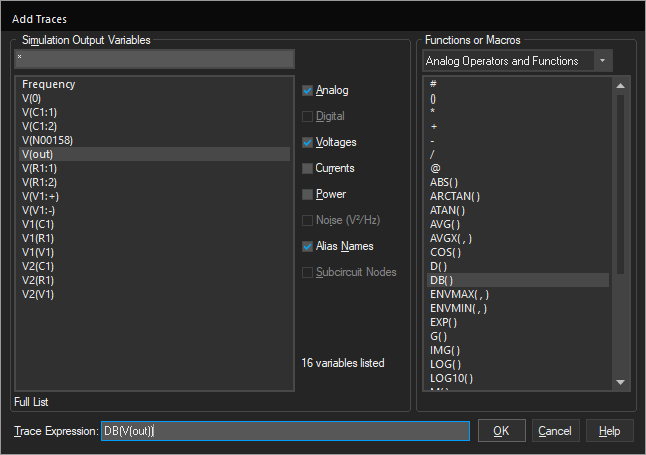 Add Traces
Simulation Output Variables
*
Frequency
V(0)
V(C1:1)
V(C1:2)
V(N00158)
V(out)
V(R1:1)
V(R1:2)
V(V1:+)
V(V1:-)
V1(C1)
V1(R1)
V1(V1)
V2(C1)
V2(R1)
V2(V1)
Full List
Analog
Digital
Voltages
Currents
Power
Noise (V²/Hz)
Alias Names
Subcircuit Nodes
16 variables listed
Functions or Macros
Analog Operators and Functions
#
()
*
+
-
/
@
ABS( )
ARCTAN( )
ATAN( )
AVG( )
AVGX( , )
COS( )
D( )
DB( )
ENVMAX( , )
ENVMIN( , )
EXP( )
G( )
IMG( )
LOG( )
LOG10( )
Trace Expression: DB(V(out))
OK
Cancel
Help